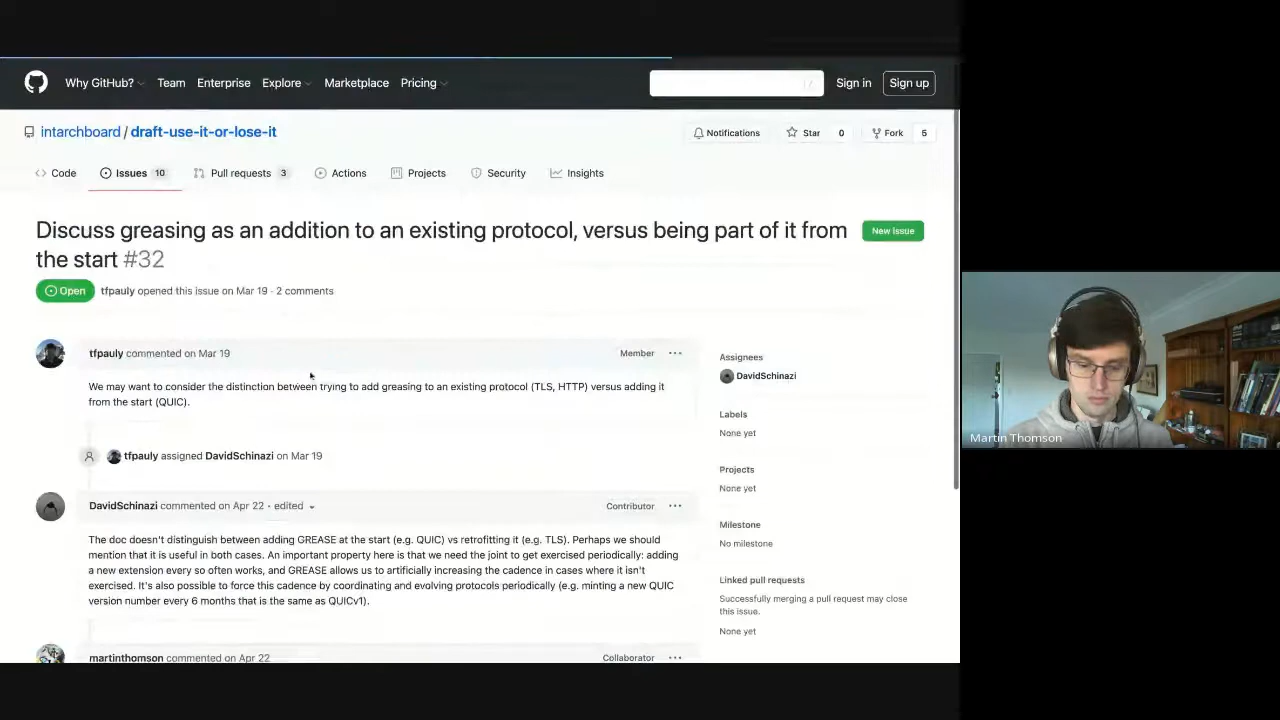 Why GitHub? Team Enterprise Explore Marketplace Pricing / Sign in Sign up
intarchboard / draft-use-it-or-lose-it Notifications Star 0 Fork 5
Code Issues 10 Pull requests 3 Actions Projects Security Insights
Discuss greasing as an addition to an existing protocol, versus being part of it from
the start #32
New issue
Open tfpauly opened this issue on Mar 19 · 2 comments
tfpauly commented on Mar 19 Member ···
We may want to consider the distinction between trying to add greasing to an existing protocol (TLS, HTTP) versus adding it
from the start (QUIC).
tfpauly assigned DavidSchinazi on Mar 19
DavidSchinazi commented on Apr 22 · edited Contributor ···
The doc doesn't distinguish between adding GREASE at the start (e.g. QUIC) vs retrofitting it (e.g. TLS). Perhaps we should
mention that it is useful in both cases. An important property here is that we need the joint to get exercised periodically: adding
a new extension every so often works, and GREASE allows us to artificially increasing the cadence in cases where it isn't
exercised. It's also possible to force this cadence by coordinating and evolving protocols periodically (e.g. minting a new QUIC
version number every 6 months that is the same as QUICv1).
martinthomson commented on Apr 22 Collaborator ···
Assignees
DavidSchinazi
Labels
None yet
Projects
None yet
Milestone
No milestone
Linked pull requests
Successfully merging a pull request may close
this issue.
None yet
Martin Thomson